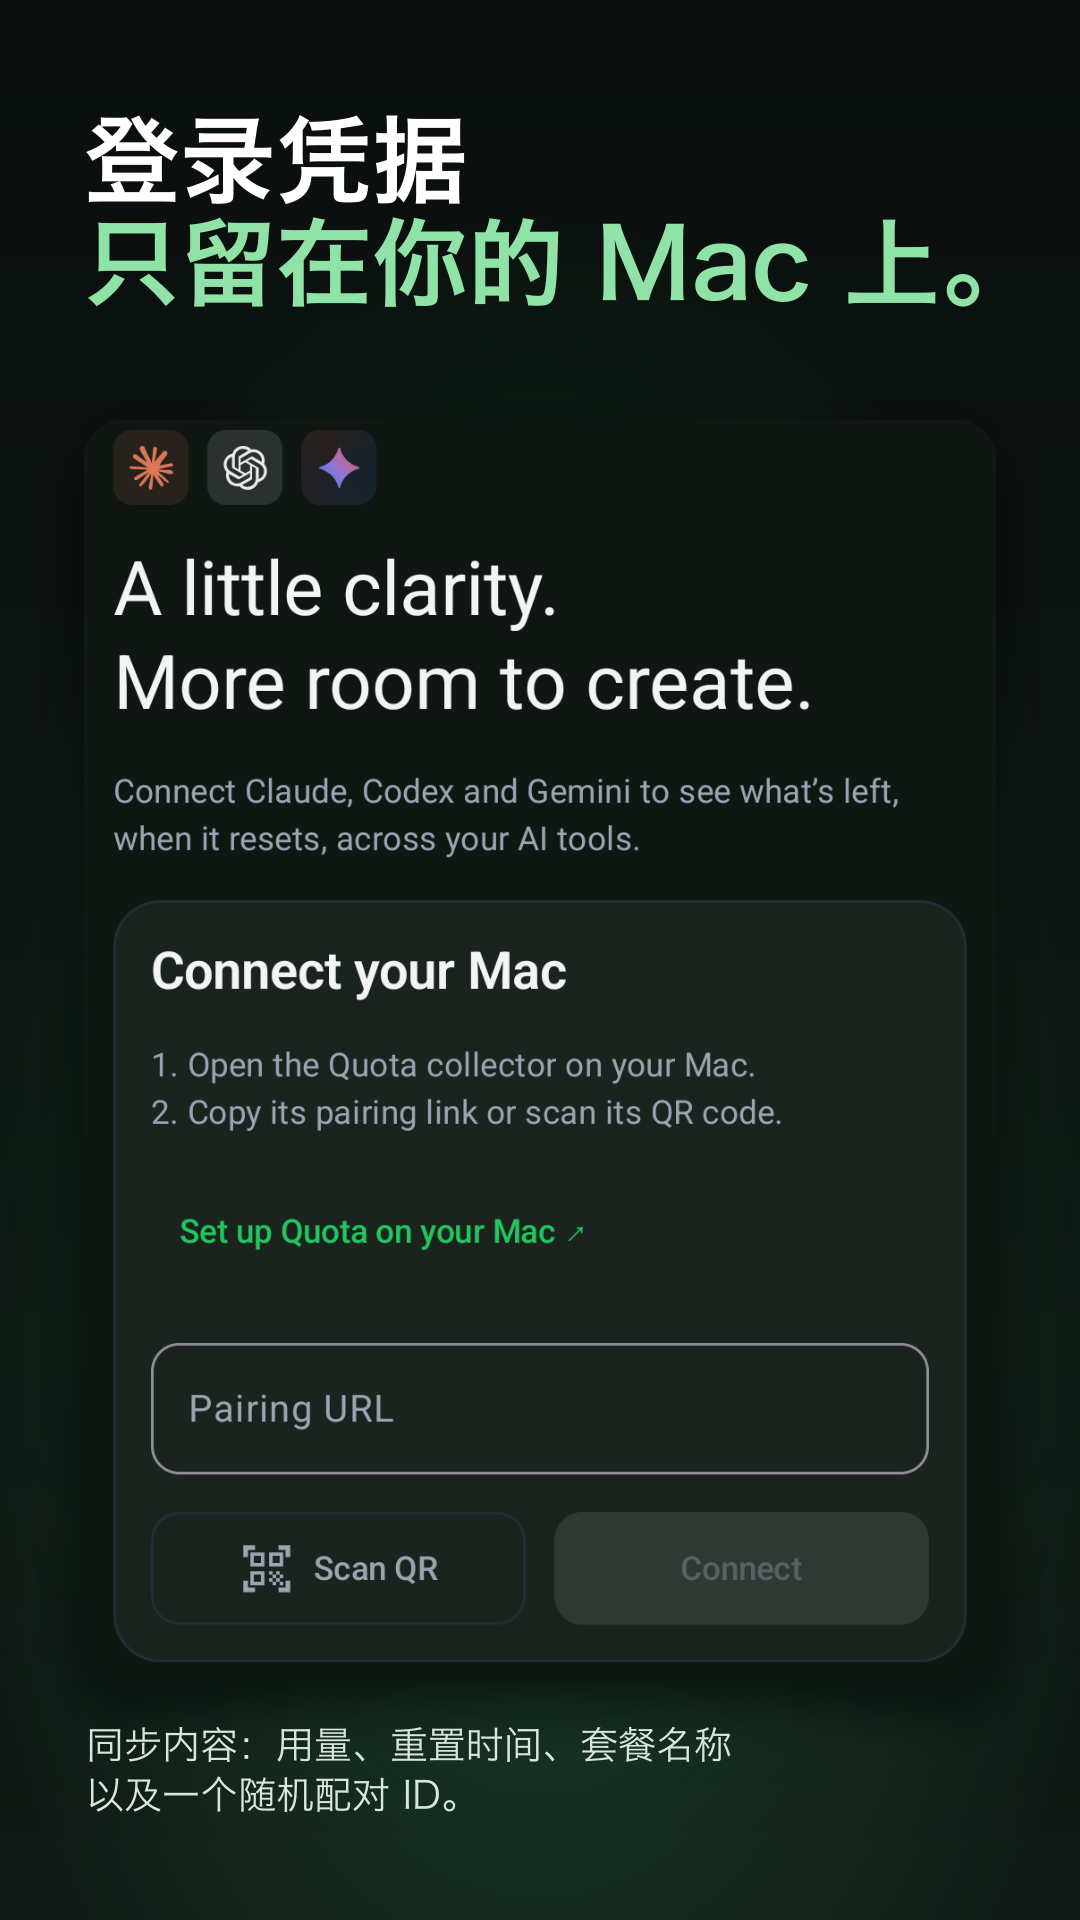 登录凭据
只留在你的 Mac 上。
A little clarity.
More room to create.
Connect Claude, Codex and Gemini to see what’s left,
when it resets, across your AI tools.
Connect your Mac
1. Open the Quota collector on your Mac.
2. Copy its pairing link or scan its QR code.
Set up Quota on your Mac ↗
Pairing URL
Scan QR
Connect
同步内容：用量、重置时间、套餐名称
以及一个随机配对 ID。